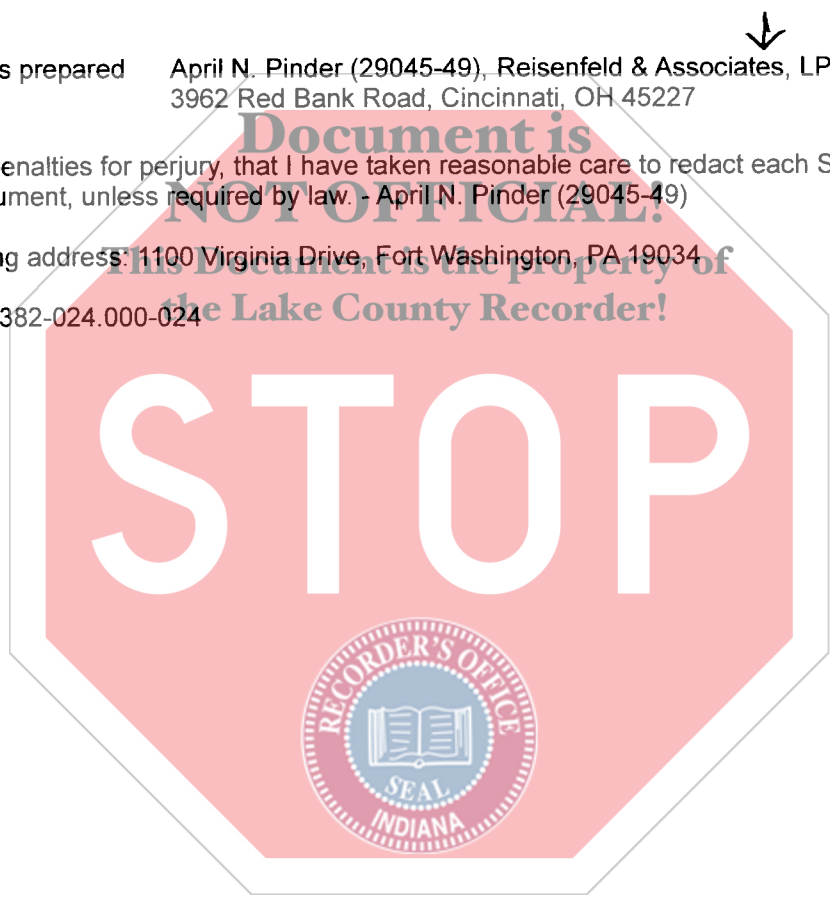 s prepared April N. Pinder (29045-49), Reisenfeld & Associates, LP
3962 Red Bank Road, Cincinnati, OH 45227
Document is
enalties for perjury, that I have taken reasonable care to redact each S
ument, unless required by law. - April N. Pinder (29045-49)
NOT OFFICIAL!
ng address: 1100 Virginia Drive, Fort Washington, PA 19034
This Document is the property of
the Lake County Recorder!
382-024.000-024
STOP
RECORDER'S OFFICE
SEAL
INDIANA